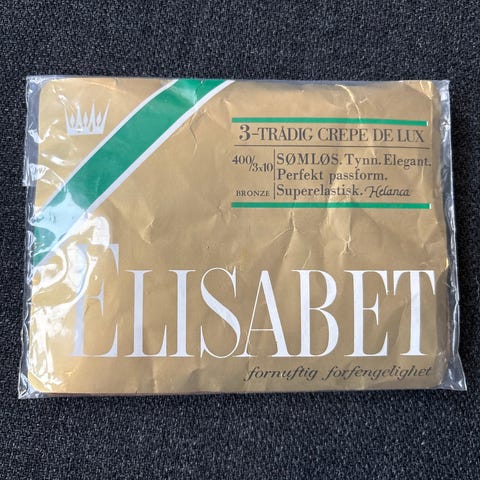 3-TRÅDIG CREPE DE LUX
400/3x10 SØMLØS. Tynn. Elegant.
Perfekt passform.
BRONZE Superelastisk. Helanca
ELISABET
fornuftig forfengelighet